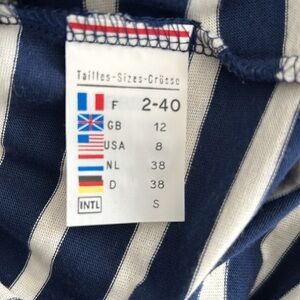 Tailles-Sizes-Grösse
F 2-40
GB 12
USA 8
NL 38
D 38
INTL S